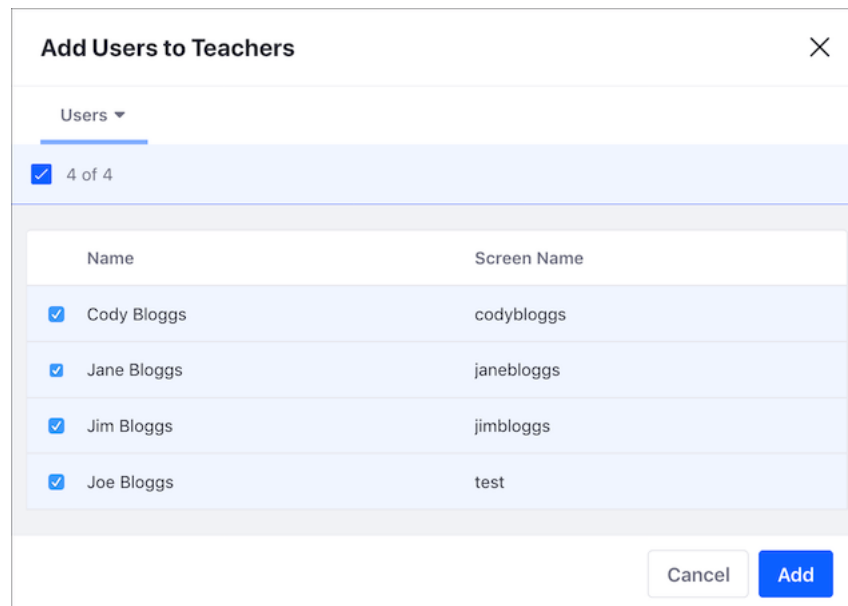 Add Users to Teachers
Users
4 of 4
Name Screen Name
Cody Bloggs codybloggs
Jane Bloggs janebloggs
Jim Bloggs jimbloggs
Joe Bloggs test
Cancel Add